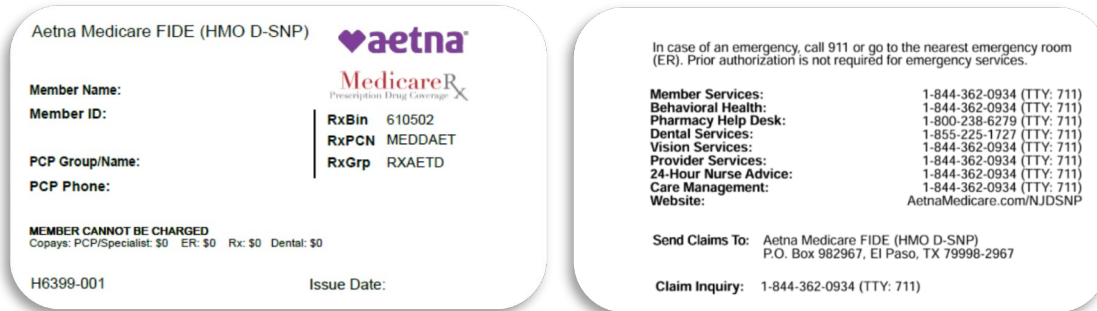 Aetna Medicare FIDE (HMO D-SNP)
aetna
MedicareRx
Prescription Drug Coverage
Member Name:
Member ID:
RxBin 610502
RxPCN MEDDAET
RxGrp RXAETD
PCP Group/Name:
PCP Phone:
MEMBER CANNOT BE CHARGED
Copays: PCP/Specialist: $0 ER: $0 Rx: $0 Dental: $0
H6399-001 Issue Date:
In case of an emergency, call 911 or go to the nearest emergency room
(ER). Prior authorization is not required for emergency services.
Member Services: 1-844-362-0934 (TTY: 711)
Behavioral Health: 1-844-362-0934 (TTY: 711)
Pharmacy Help Desk: 1-800-238-6279 (TTY: 711)
Dental Services: 1-855-225-1727 (TTY: 711)
Vision Services: 1-844-362-0934 (TTY: 711)
Provider Services: 1-844-362-0934 (TTY: 711)
24-Hour Nurse Advice: 1-844-362-0934 (TTY: 711)
Care Management: 1-844-362-0934 (TTY: 711)
Website: AetnaMedicare.com/NJDSNP
Send Claims To: Aetna Medicare FIDE (HMO D-SNP)
P.O. Box 982967, El Paso, TX 79998-2967
Claim Inquiry: 1-844-362-0934 (TTY: 711)